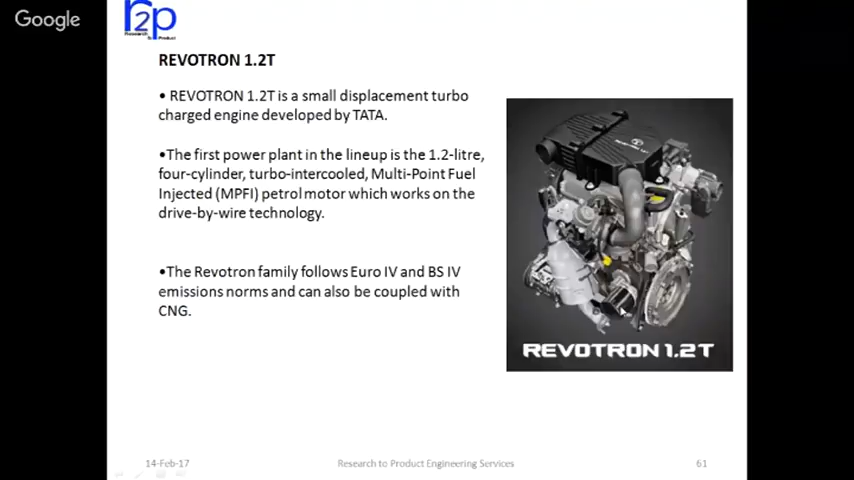 Google
r2p
Research to Product
REVOTRON 1.2T
• REVOTRON 1.2T is a small displacement turbo
charged engine developed by TATA.
•The first power plant in the lineup is the 1.2-litre,
four-cylinder, turbo-intercooled, Multi-Point Fuel
Injected (MPFI) petrol motor which works on the
drive-by-wire technology.
•The Revotron family follows Euro IV and BS IV
emissions norms and can also be coupled with
CNG.
REVOTRON 1.2T
14-Feb-17
Research to Product Engineering Services
61